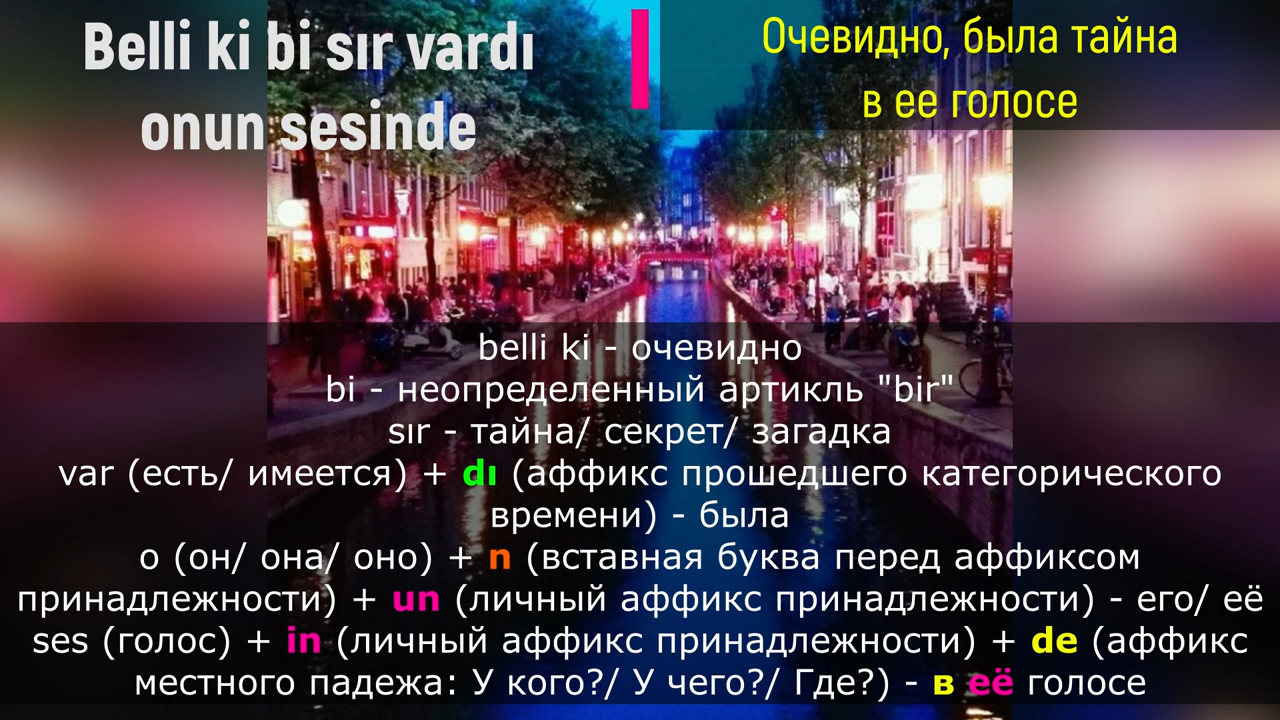 Belli ki bi sır vardı
onun sesinde
Очевидно, была тайна
в ее голосе
belli ki - очевидно
bi - неопределенный артикль "bir"
sır - тайна/ секрет/ загадка
var (есть/ имеется) + dı (аффикс прошедшего категорического
времени) - была
o (он/ она/ оно) + n (вставная буква перед аффиксом
принадлежности) + un (личный аффикс принадлежности) - его/ её
ses (голос) + in (личный аффикс принадлежности) + de (аффикс
местного падежа: У кого?/ У чего?/ Где?) - в её голосе